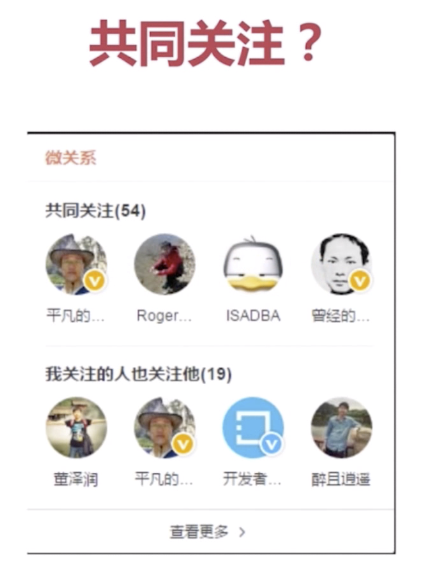 共同关注？
微关系
共同关注(54)
平凡的... Roger... ISADBA 曾经的...
我关注的人也关注他(19)
董泽润 平凡的... 开发者... 醉且逍遥
查看更多 >